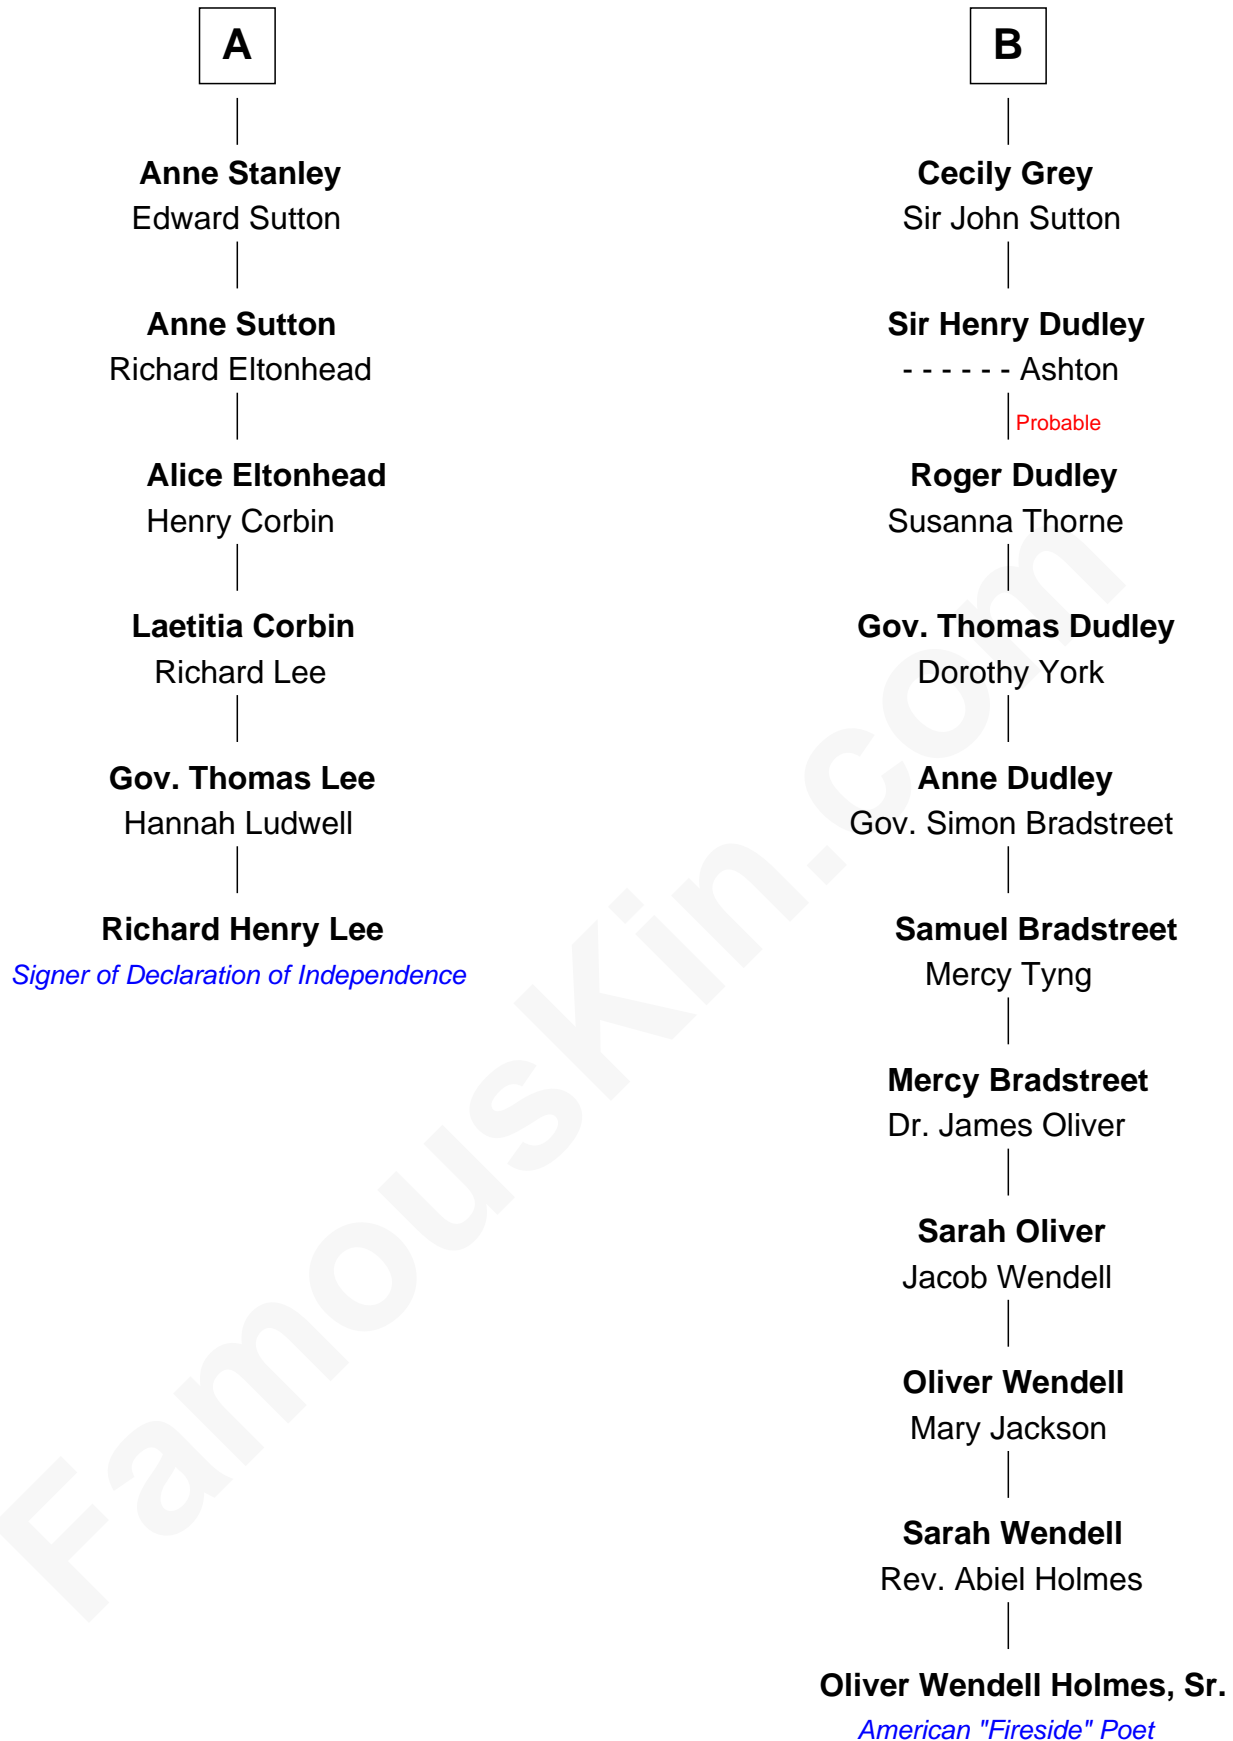 A
Anne Stanley
Edward Sutton
Anne Sutton
Richard Eltonhead
Alice Eltonhead
Henry Corbin
Laetitia Corbin
Richard Lee
Gov. Thomas Lee
Hannah Ludwell
Richard Henry Lee
Signer of Declaration of Independence
B
Cecily Grey
Sir John Sutton
Sir Henry Dudley
- - - - - - Ashton
Probable
Roger Dudley
Susanna Thorne
Gov. Thomas Dudley
Dorothy York
Anne Dudley
Gov. Simon Bradstreet
Samuel Bradstreet
Mercy Tyng
Mercy Bradstreet
Dr. James Oliver
Sarah Oliver
Jacob Wendell
Oliver Wendell
Mary Jackson
Sarah Wendell
Rev. Abiel Holmes
Oliver Wendell Holmes, Sr.
American "Fireside" Poet
FamousKin.com